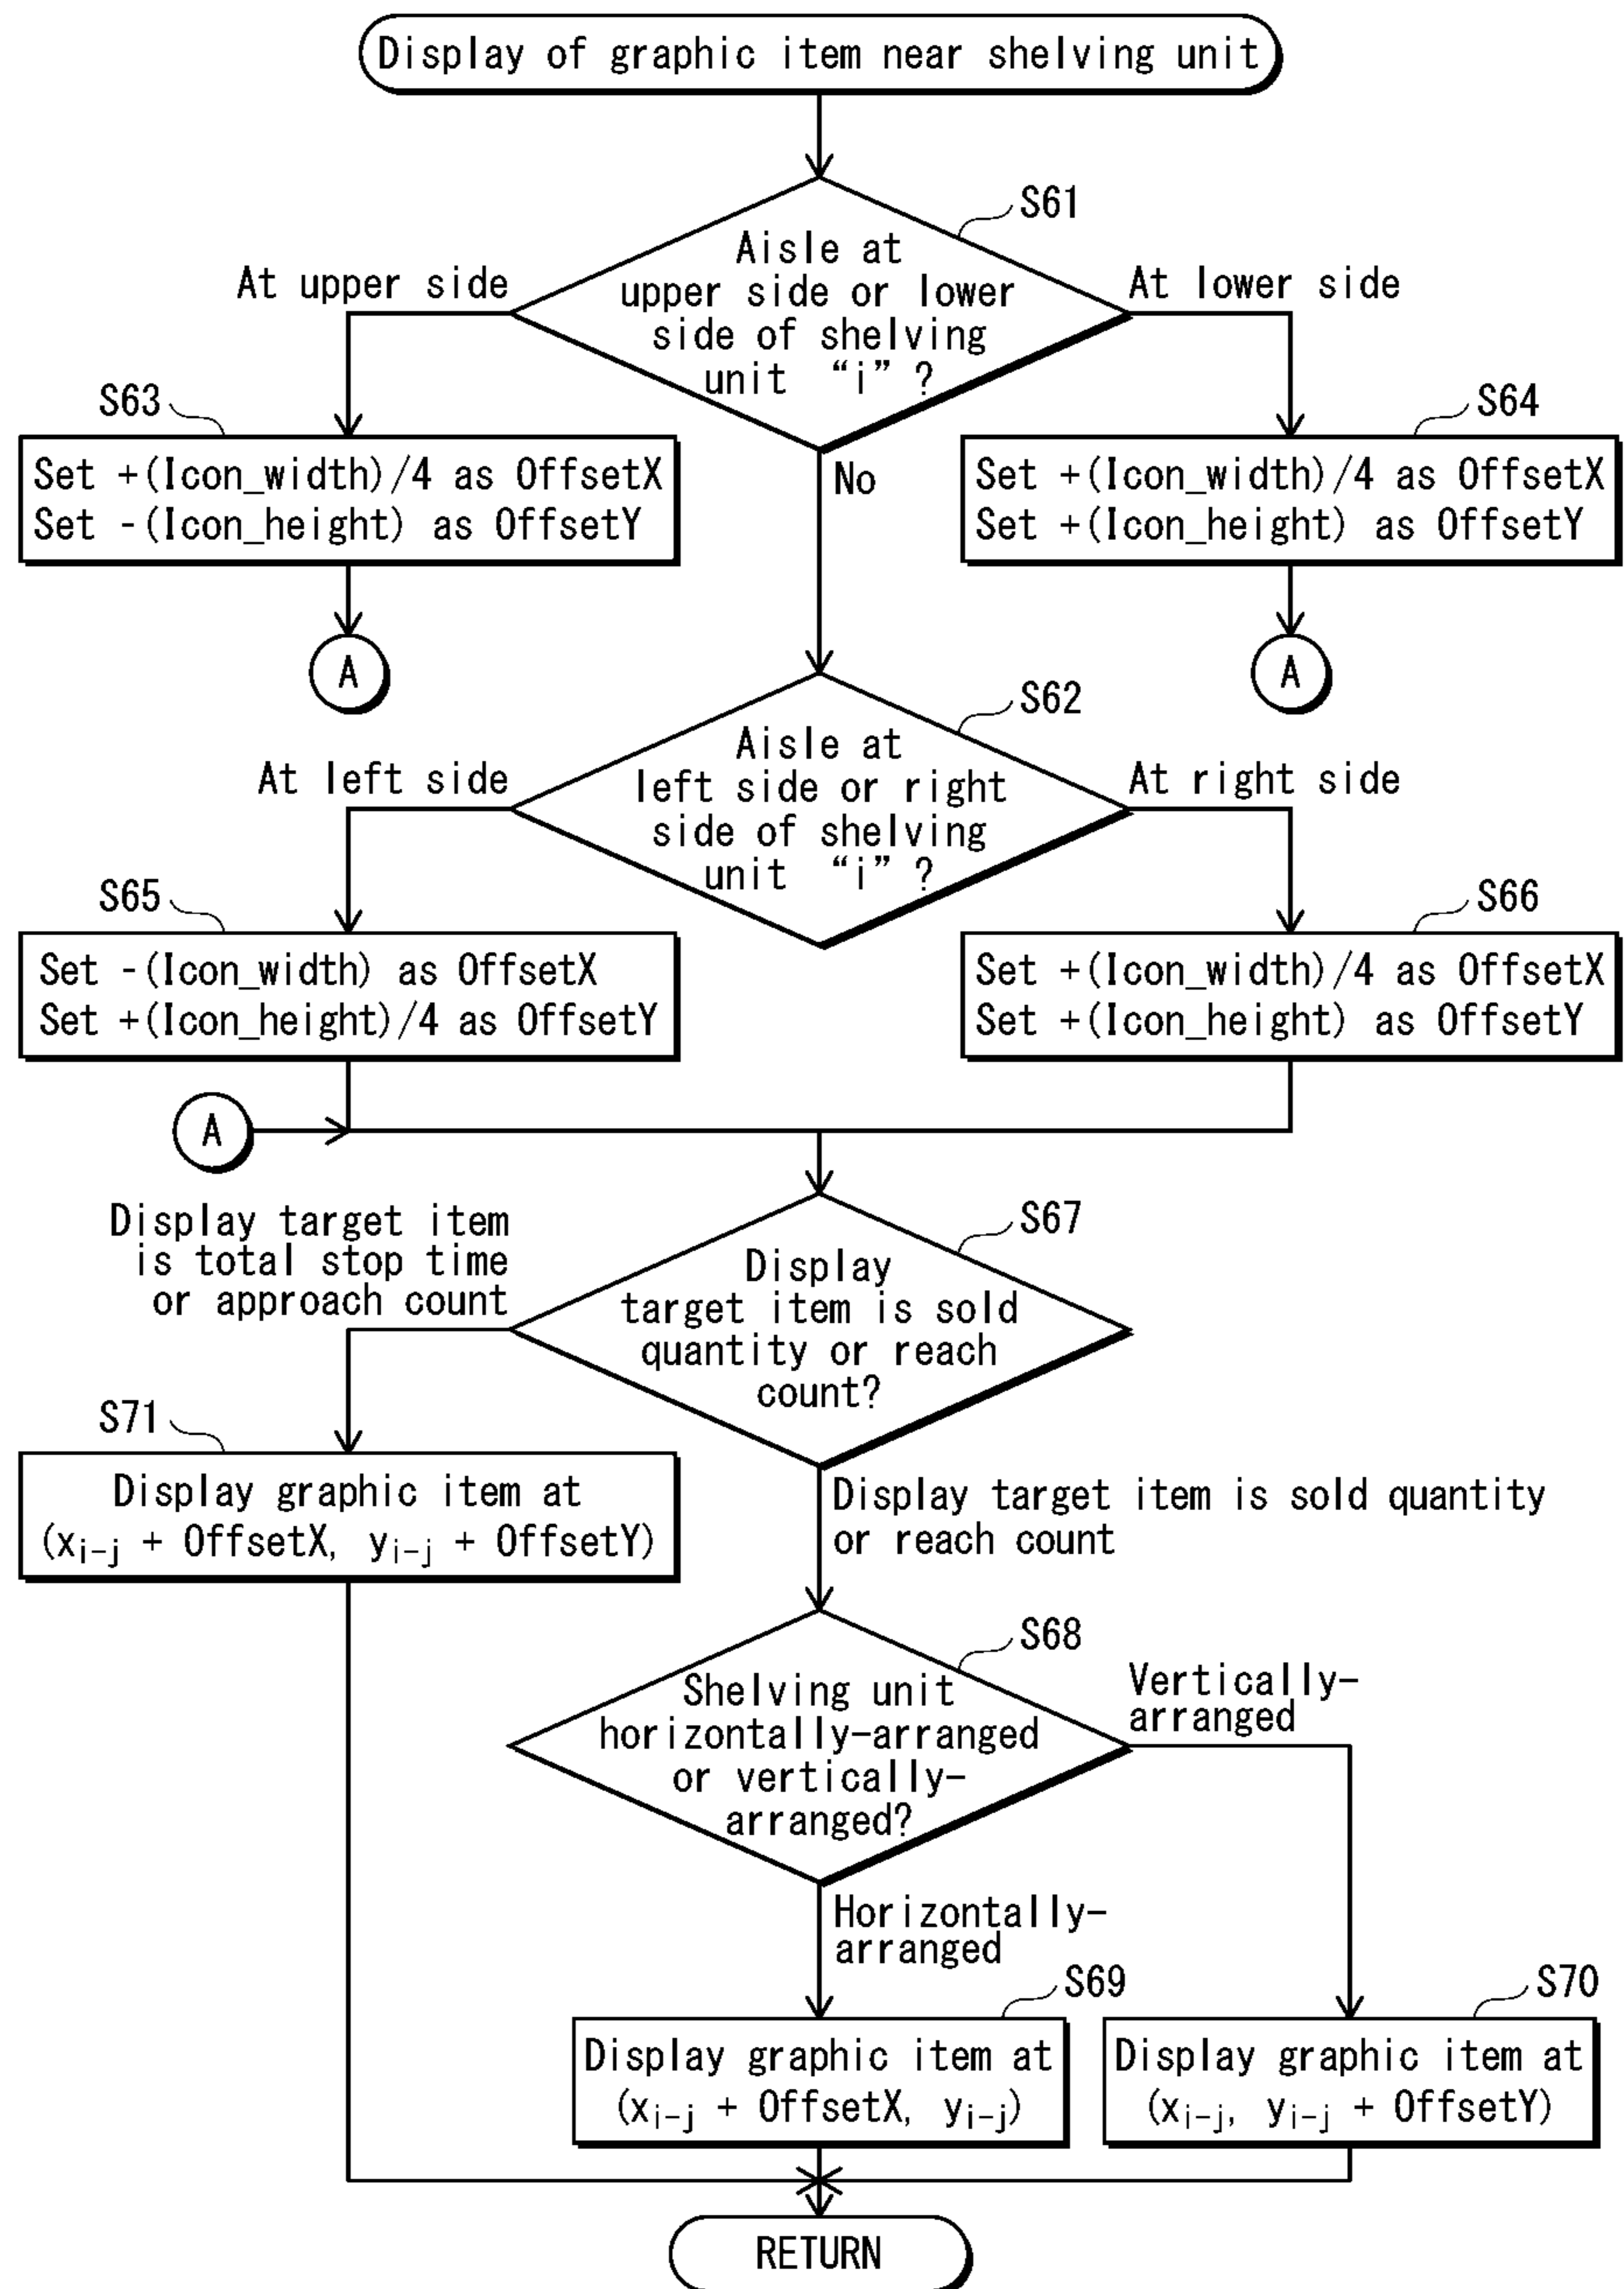 Display of graphic item near shelving unit
S61
Aisle at
upper side or lower
side of shelving
unit “i”?
At upper side
At lower side
S63
Set +(Icon_width)/4 as OffsetX
Set -(Icon_height) as OffsetY
S64
Set +(Icon_width)/4 as OffsetX
Set +(Icon_height) as OffsetY
No
A
A
S62
Aisle at
left side or right
side of shelving
unit “i”?
At left side
At right side
S65
Set -(Icon_width) as OffsetX
Set +(Icon_height)/4 as OffsetY
S66
Set +(Icon_width)/4 as OffsetX
Set +(Icon_height) as OffsetY
A
S67
Display
target item is sold
quantity or reach
count?
Display target item
is total stop time
or approach count
S71
Display graphic item at
(xi-j + OffsetX, yi-j + OffsetY)
Display target item is sold quantity
or reach count
S68
Shelving unit
horizontally-arranged
or vertically-
arranged?
Vertically-
arranged
Horizontally-
arranged
S69
Display graphic item at
(xi-j + OffsetX, yi-j)
S70
Display graphic item at
(xi-j, yi-j + OffsetY)
RETURN